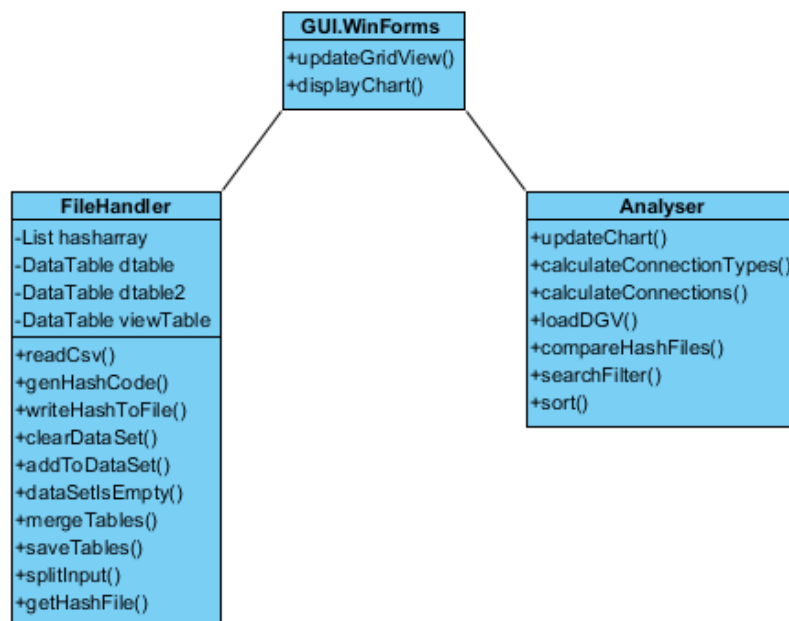 GUI.WinForms
+updateGridView()
+displayChart()
FileHandler
-List hasharray
-DataTable dtable
-DataTable dtable2
-DataTable viewTable
+readCsv()
+genHashCode()
+writeHashToFile()
+clearDataSet()
+addToDataSet()
+dataSetIsEmpty()
+mergeTables()
+saveTables()
+splitInput()
+getHashFile()
Analyser
+updateChart()
+calculateConnectionTypes()
+calculateConnections()
+loadDGV()
+compareHashFiles()
+searchFilter()
+sort()